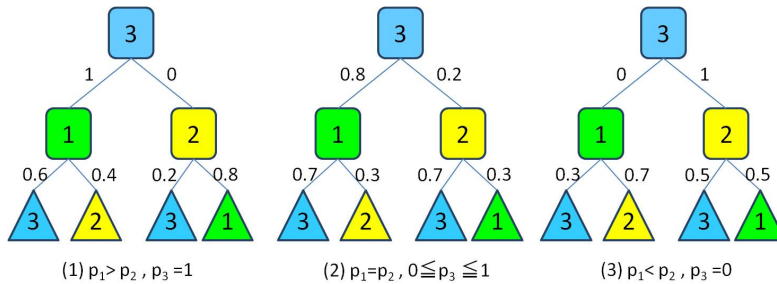 3 3 3
1 0 0.8 0.2 0 1
1 2 1 2 1 2
0.6 0.4 0.2 0.8 0.7 0.3 0.7 0.3 0.3 0.7 0.5 0.5
3 2 3 1 3 2 3 1 3 2 3 1
(1) p₁> p₂ , p₃ =1 (2) p₁=p₂ , 0≦p₃ ≦1 (3) p₁< p₂ , p₃ =0